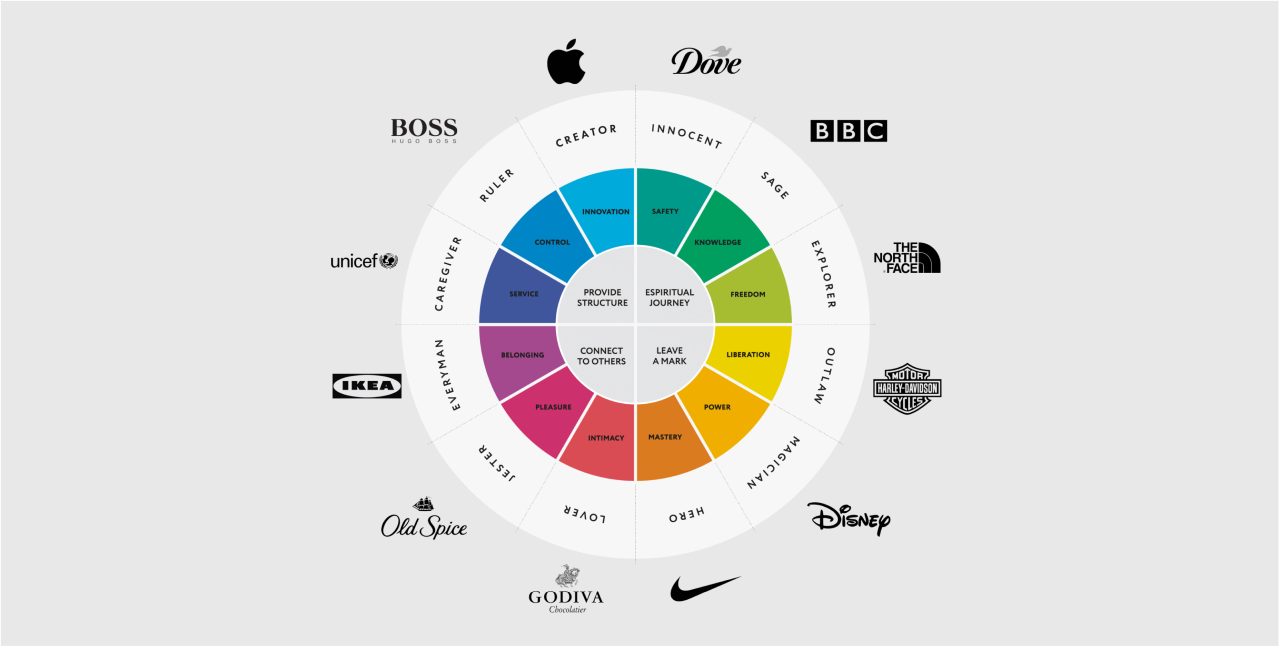 Dove
BOSS
HUGO BOSS
BBC
CREATOR
INNOCENT
RULER
SAGE
INNOVATION
SAFETY
CONTROL
KNOWLEDGE
CAREGIVER
EXPLORER
unicef
THE
NORTH
FACE
SERVICE
PROVIDE
STRUCTURE
ESPIRITUAL
JOURNEY
FREEDOM
BELONGING
CONNECT
TO OTHERS
LEAVE
A MARK
LIBERATION
EVERYMAN
OUTLAW
IKEA
MOTOR
HARLEY-DAVIDSON
CYCLES
PLEASURE
POWER
INTIMACY
MASTERY
JESTER
MAGICIAN
LOVER
HERO
Old Spice
Disney
GODIVA
Chocolatier